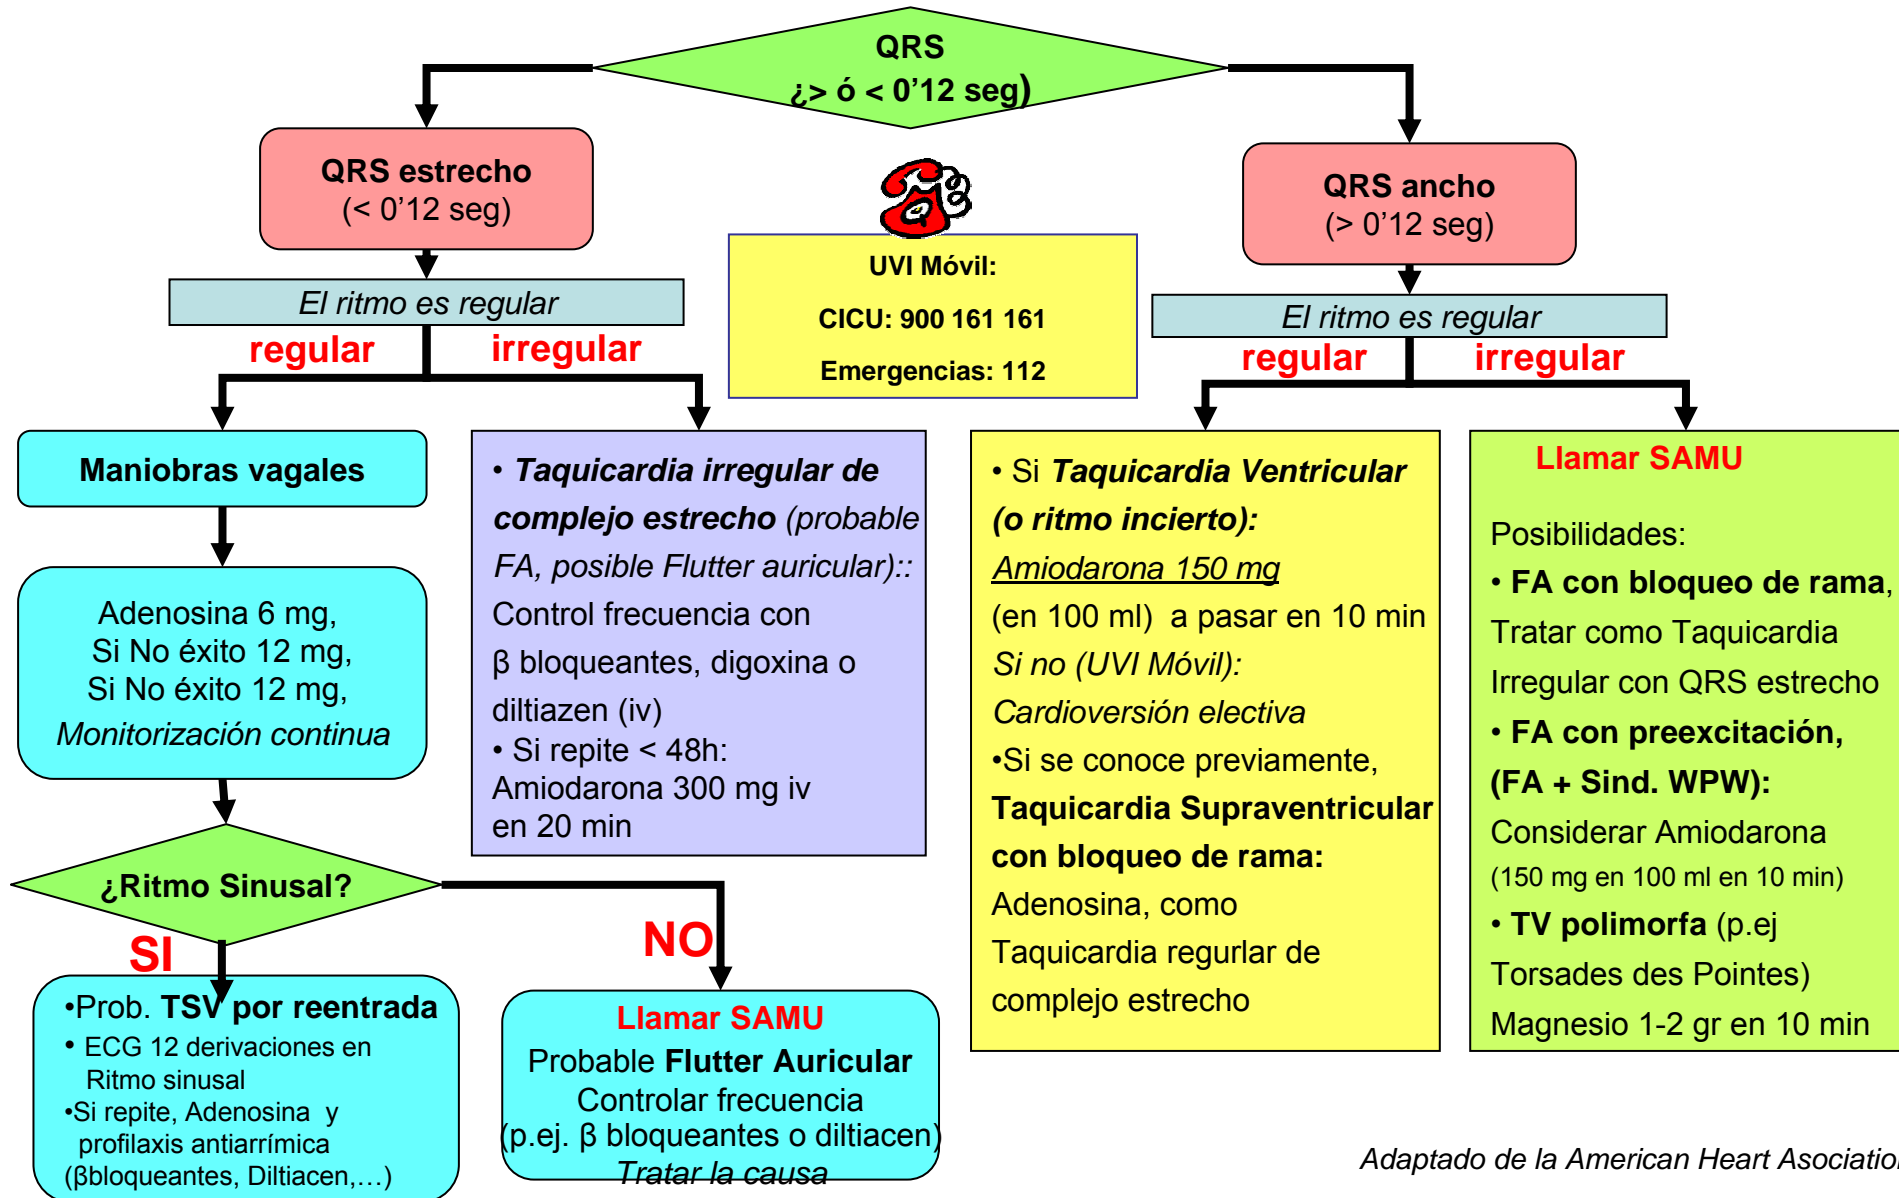 QRS
¿> ó < 0’12 seg)
QRS estrecho
(< 0’12 seg)
QRS ancho
(> 0’12 seg)
UVI Móvil:
CICU: 900 161 161
Emergencias: 112
El ritmo es regular
regular irregular
El ritmo es regular
regular irregular
Maniobras vagales
Adenosina 6 mg,
Si No éxito 12 mg,
Si No éxito 12 mg,
Monitorización continua
• Taquicardia irregular de
complejo estrecho (probable
FA, posible Flutter auricular)::
Control frecuencia con
β bloqueantes, digoxina o
diltiazen (iv)
• Si repite < 48h:
Amiodarona 300 mg iv
en 20 min
• Si Taquicardia Ventricular
(o ritmo incierto):
Amiodarona 150 mg
(en 100 ml) a pasar en 10 min
Si no (UVI Móvil):
Cardioversión electiva
•Si se conoce previamente,
Taquicardia Supraventricular
con bloqueo de rama:
Adenosina, como
Taquicardia regurlar de
complejo estrecho
Llamar SAMU
Posibilidades:
• FA con bloqueo de rama,
Tratar como Taquicardia
Irregular con QRS estrecho
• FA con preexcitación,
(FA + Sind. WPW):
Considerar Amiodarona
(150 mg en 100 ml en 10 min)
• TV polimorfa (p.ej
Torsades des Pointes)
Magnesio 1-2 gr en 10 min
¿Ritmo Sinusal?
SI
NO
•Prob. TSV por reentrada
• ECG 12 derivaciones en
Ritmo sinusal
•Si repite, Adenosina y
profilaxis antiarrímica
(βbloqueantes, Diltiacen,…)
Llamar SAMU
Probable Flutter Auricular
Controlar frecuencia
(p.ej. β bloqueantes o diltiacen)
Tratar la causa
Adaptado de la American Heart Asociation